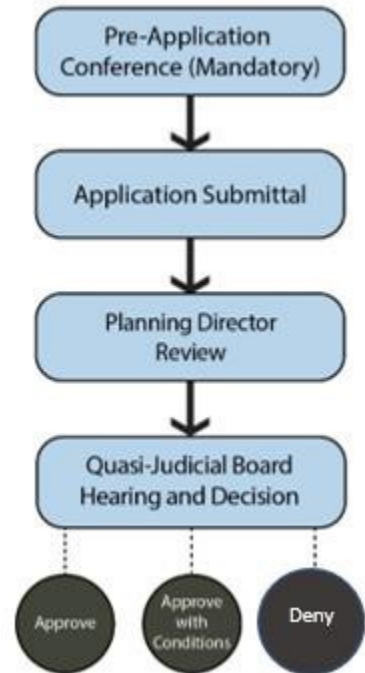 Pre-Application
Conference (Mandatory)
Application Submittal
Planning Director
Review
Quasi-Judicial Board
Hearing and Decision
Approve
Approve
with
Conditions
Deny